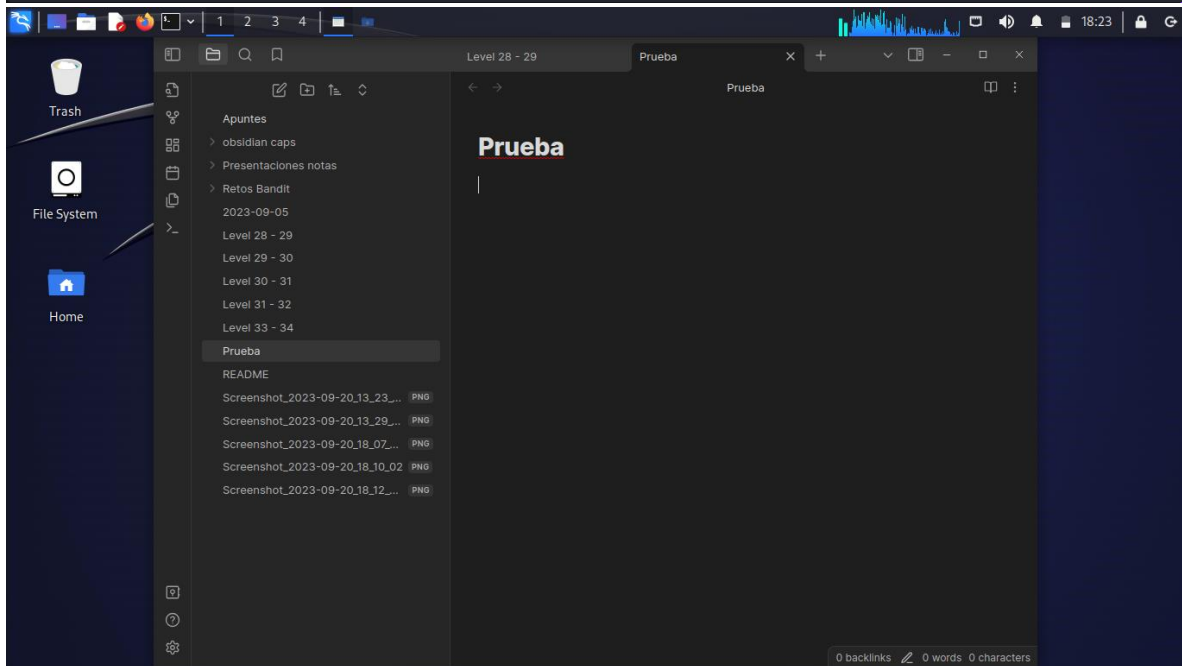 1 2 3 4 18:23
Trash
File System
Home
Level 28 - 29 Prueba
Prueba
Apuntes
obsidian caps
Presentaciones notas
Retos Bandit
2023-09-05
Level 28 - 29
Level 29 - 30
Level 30 - 31
Level 31 - 32
Level 33 - 34
Prueba
README
Screenshot_2023-09-20_13_23_... PNG
Screenshot_2023-09-20_13_29_... PNG
Screenshot_2023-09-20_18_07_... PNG
Screenshot_2023-09-20_18_10_02 PNG
Screenshot_2023-09-20_18_12_... PNG
Prueba
0 backlinks 0 words 0 characters